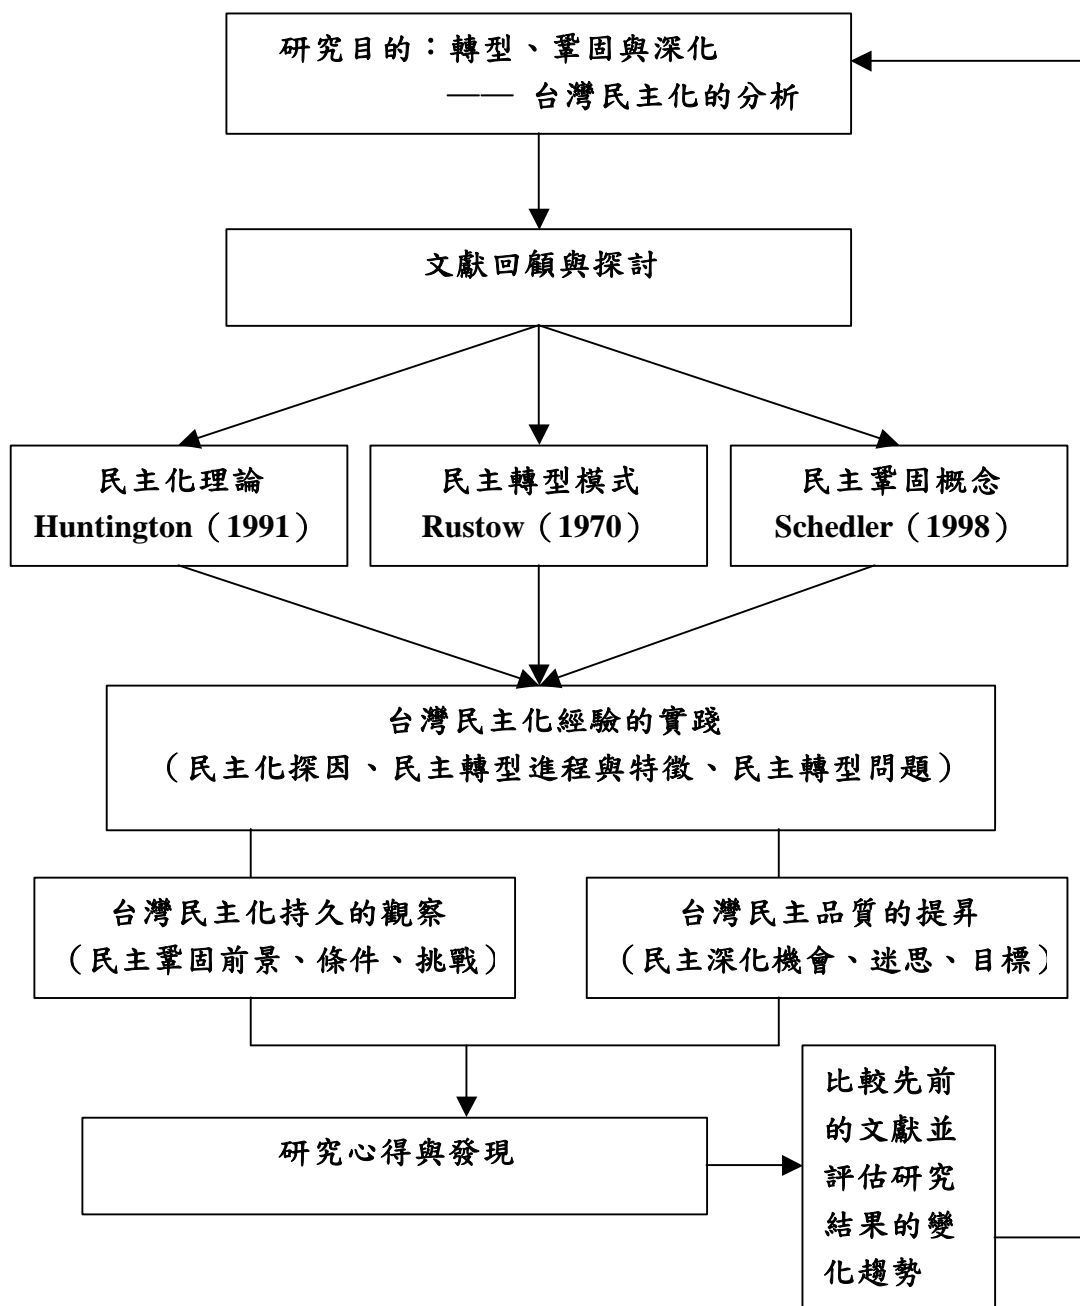 研究目的：轉型、鞏固與深化
—— 台灣民主化的分析
文獻回顧與探討
民主化理論
Huntington（1991）
民主轉型模式
Rustow（1970）
民主鞏固概念
Schedler（1998）
台灣民主化經驗的實踐
（民主化探因、民主轉型進程與特徵、民主轉型問題）
台灣民主化持久的觀察
（民主鞏固前景、條件、挑戰）
台灣民主品質的提昇
（民主深化機會、迷思、目標）
研究心得與發現
比較先前
的文獻並
評估研究
結果的變
化趨勢